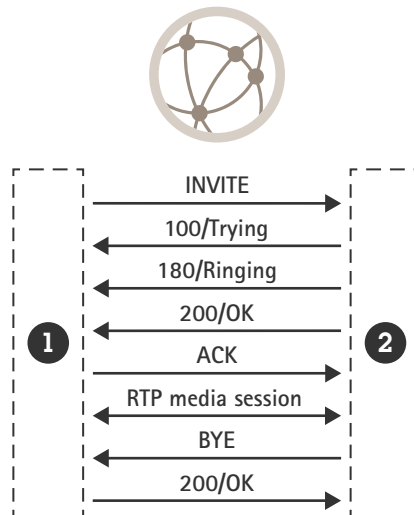 INVITE
100/Trying
180/Ringing
200/OK
1
2
ACK
RTP media session
BYE
200/OK